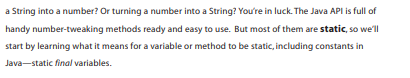 a String into a number? Or turning a number into a String? You're in luck. The Java API is full of
handy number-tweaking methods ready and easy to use.  But most of them are static, so we'll
start by learning what it means for a variable or method to be static, including constants in
Java—static final variables.